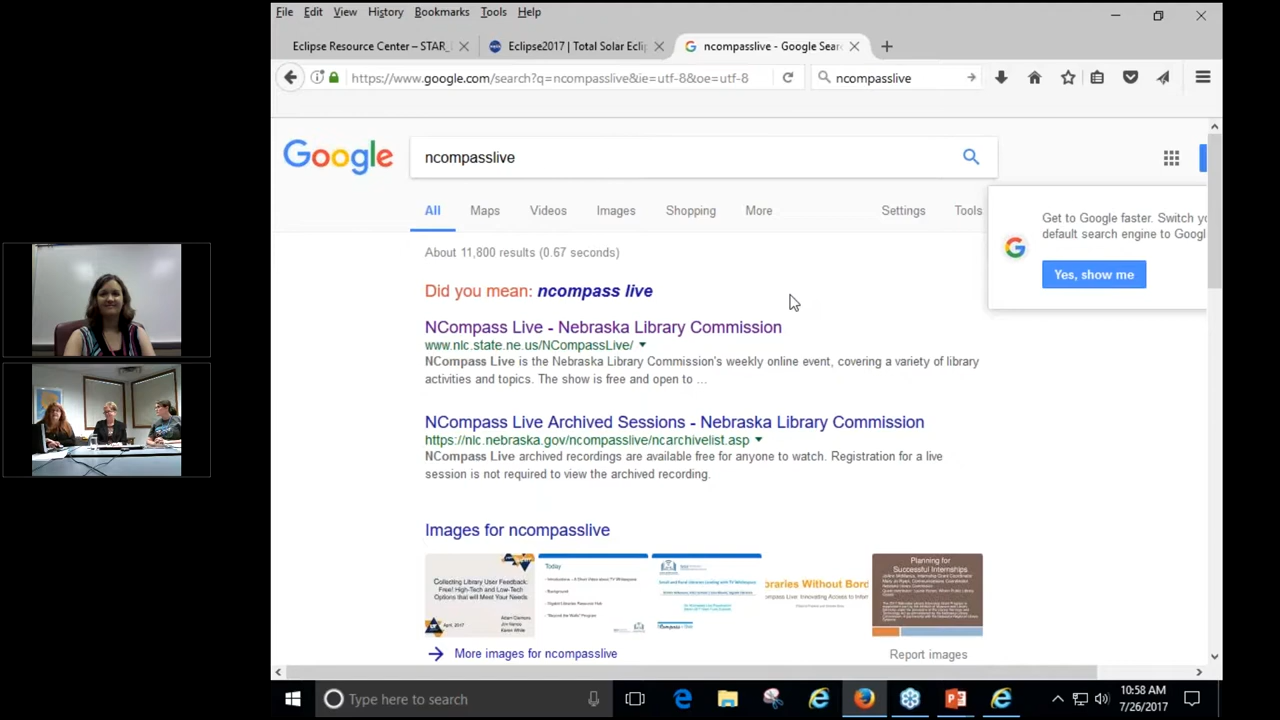 File Edit View History Bookmarks Tools Help
Eclipse Resource Center – STAR_ Eclipse2017 | Total Solar Ecli ncompasslive - Google Sear
https://www.google.com/search?q=ncompasslive&ie=utf-8&oe=utf-8 ncompasslive
Google ncompasslive
All Maps Videos Images Shopping More Settings Tools
Get to Google faster. Switch yo
default search engine to Googl
Yes, show me
About 11,800 results (0.67 seconds)
Did you mean: ncompass live
NCompass Live - Nebraska Library Commission
www.nlc.state.ne.us/NCompassLive/
NCompass Live is the Nebraska Library Commission's weekly online event, covering a variety of library
activities and topics. The show is free and open to ...
NCompass Live Archived Sessions - Nebraska Library Commission
https://nlc.nebraska.gov/ncompasslive/ncarchivelist.asp
NCompass Live archived recordings are available free for anyone to watch. Registration for a live
session is not required to view the archived recording.
Images for ncompasslive
Collecting Library User Feedback:
Free! High-Tech and Low-Tech
Options that will Meet Your Needs
April, 2017
Today
Background
braries Without Bord
Planning for
Successful Internships
More images for ncompasslive Report images
Type here to search
10:58 AM
7/26/2017